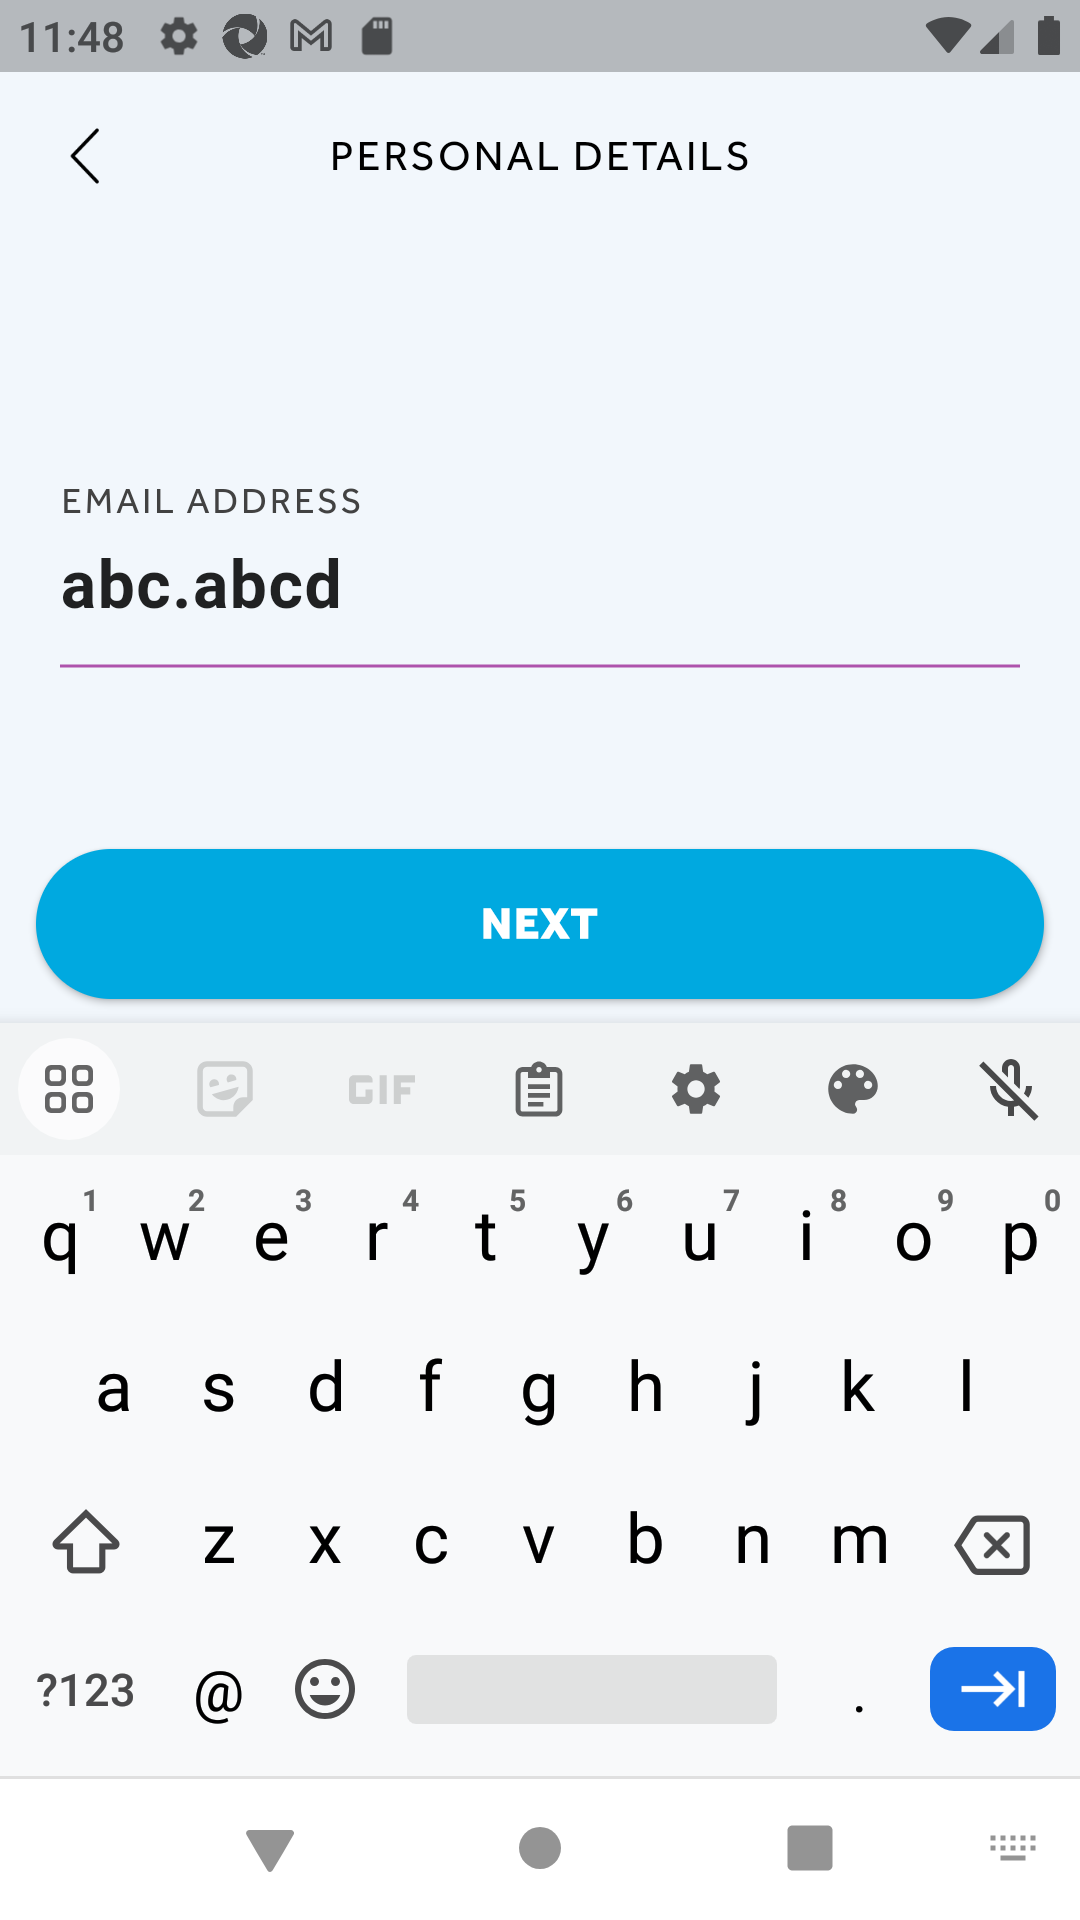 11:48
PERSONAL DETAILS
EMAIL ADDRESS
abc.abcd
NEXT
GIF
1 2 3 4 5 6 7 8 9 0
q w e r t y u i o p
a s d f g h j k l
z x c v b n m
?123 @ .